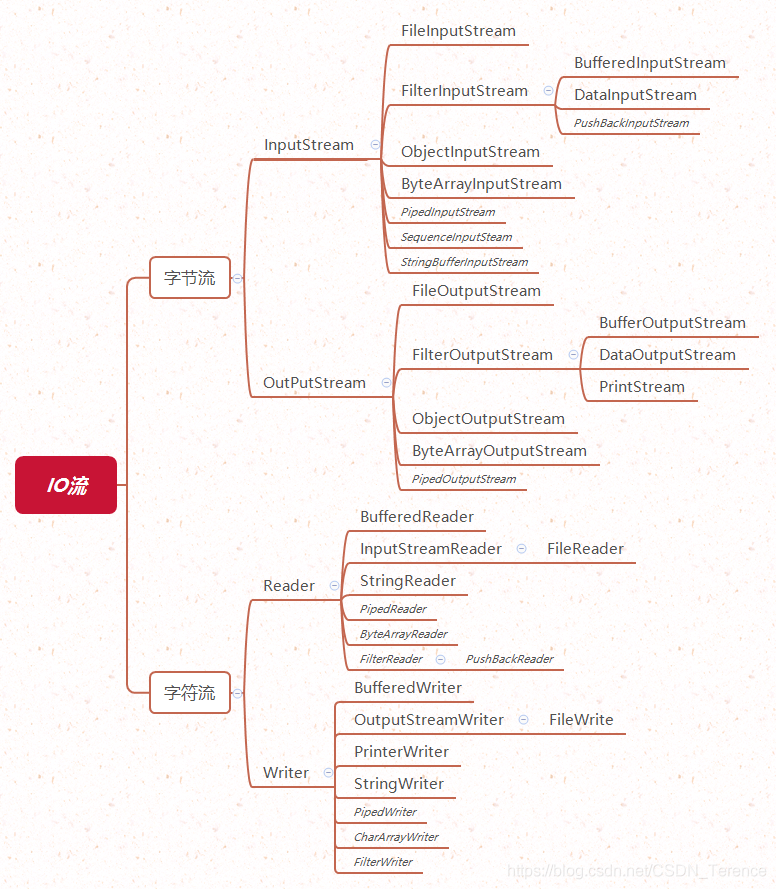 IO流
字节流
InputStream
FileInputStream
FilterInputStream
BufferedInputStream
DataInputStream
PushBackInputStream
ObjectInputStream
ByteArrayInputStream
PipedInputStream
SequenceInputSteam
StringBufferInputStream
OutPutStream
FileOutputStream
FilterOutputStream
BufferOutputStream
DataOutputStream
PrintStream
ObjectOutputStream
ByteArrayOutputStream
PipedOutputStream
字符流
Reader
BufferedReader
InputStreamReader
FileReader
StringReader
PipedReader
ByteArrayReader
FilterReader
PushBackReader
Writer
BufferedWriter
OutputStreamWriter
FileWrite
PrinterWriter
StringWriter
PipedWriter
CharArrayWriter
FilterWriter
https://blog.csdn.net/CSDN_Terence